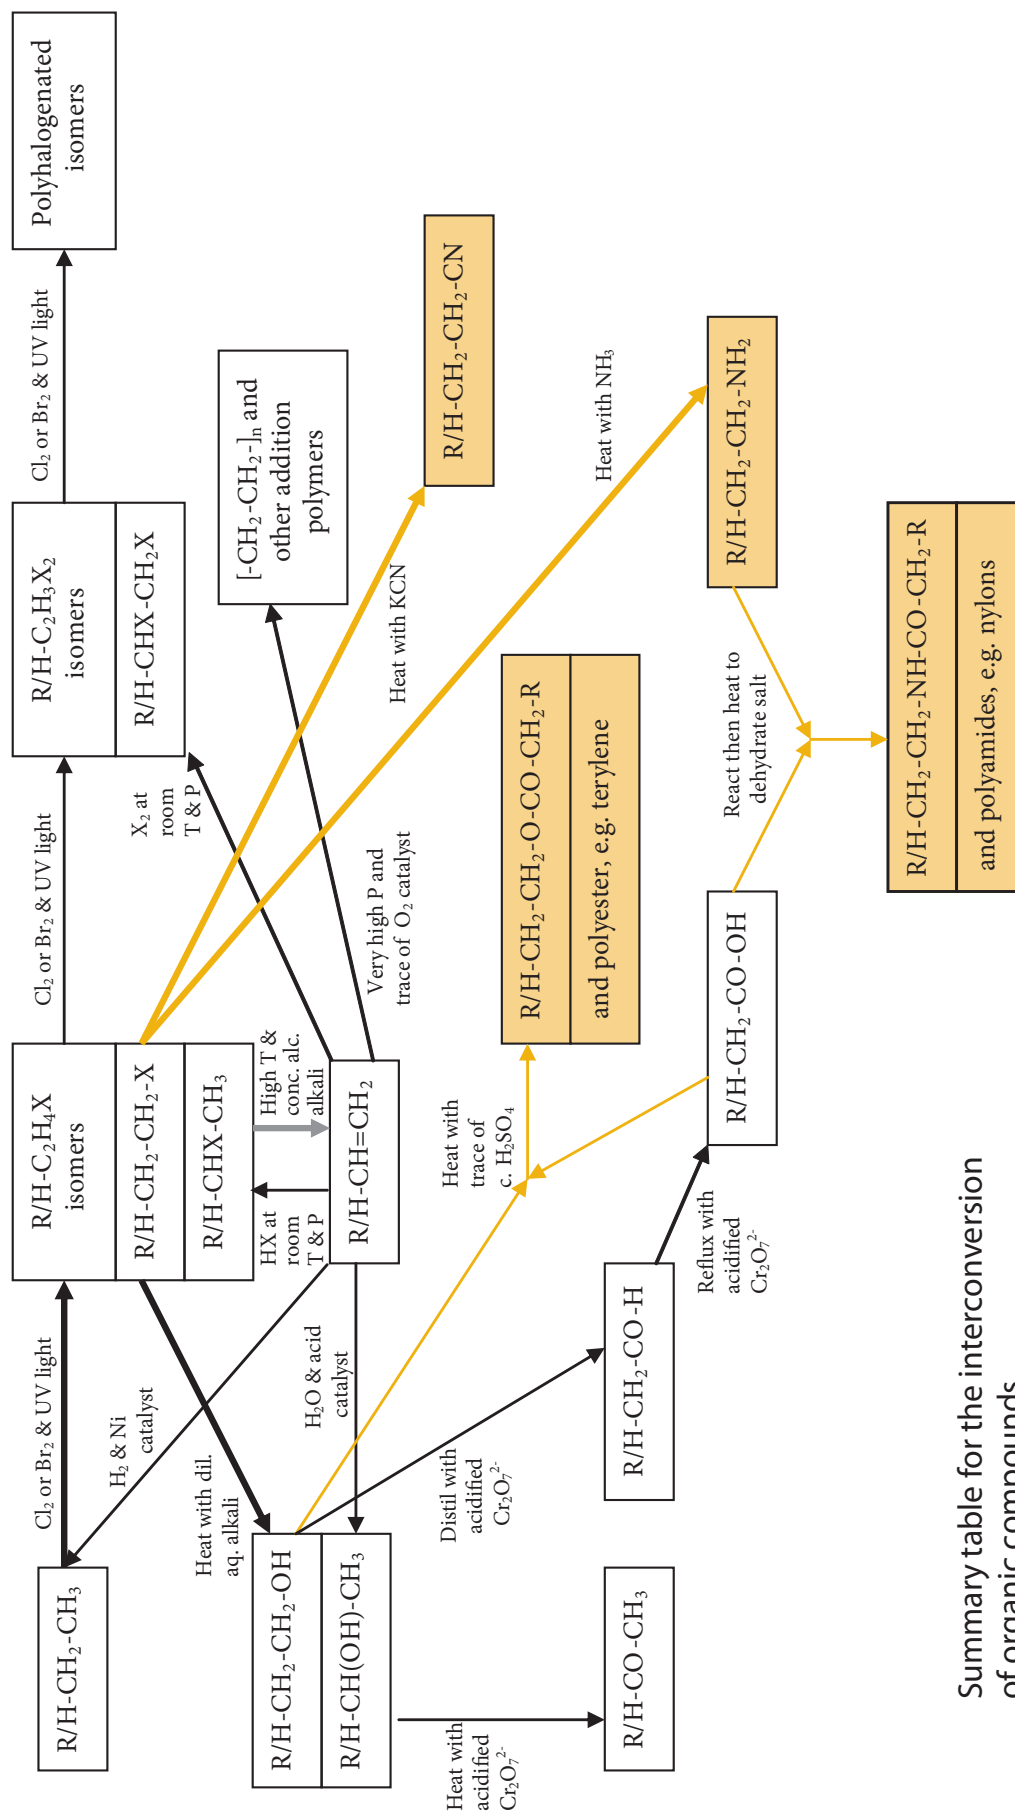 R/H-CH₂-CH₃
Cl₂ or Br₂ & UV light
R/H-C₂H₄X
isomers
R/H-CH₂-CH₂-X
R/H-CHX-CH₃
Cl₂ or Br₂ & UV light
R/H-C₂H₃X₂
isomers
R/H-CHX-CH₂X
Cl₂ or Br₂ & UV light
Polyhalogenated
isomers
H₂ & Ni
catalyst
Heat with dil.
aq. alkali
HX at
room
T & P
High T &
conc. alc.
alkali
X₂ at
room
T & P
R/H-CH=CH₂
Very high P and
trace of O₂ catalyst
[-CH₂-CH₂-]ₙ and
other addition
polymers
H₂O & acid
catalyst
R/H-CH₂-CH₂-OH
R/H-CH(OH)-CH₃
Heat with KCN
R/H-CH₂-CH₂-CN
Heat with
trace of
c. H₂SO₄
R/H-CH₂-CH₂-O-CO-CH₂-R
and polyester, e.g. terylene
Heat with NH₃
Heat with
acidified
Cr₂O₇²⁻
Distil with
acidified
Cr₂O₇²⁻
R/H-CO-CH₃
R/H-CH₂-CO-H
Reflux with
acidified
Cr₂O₇²⁻
R/H-CH₂-CO-OH
React then heat to
dehydrate salt
R/H-CH₂-CH₂-NH₂
R/H-CH₂-CH₂-NH-CO-CH₂-R
and polyamides, e.g. nylons
Summary table for the interconversion
of organic compounds